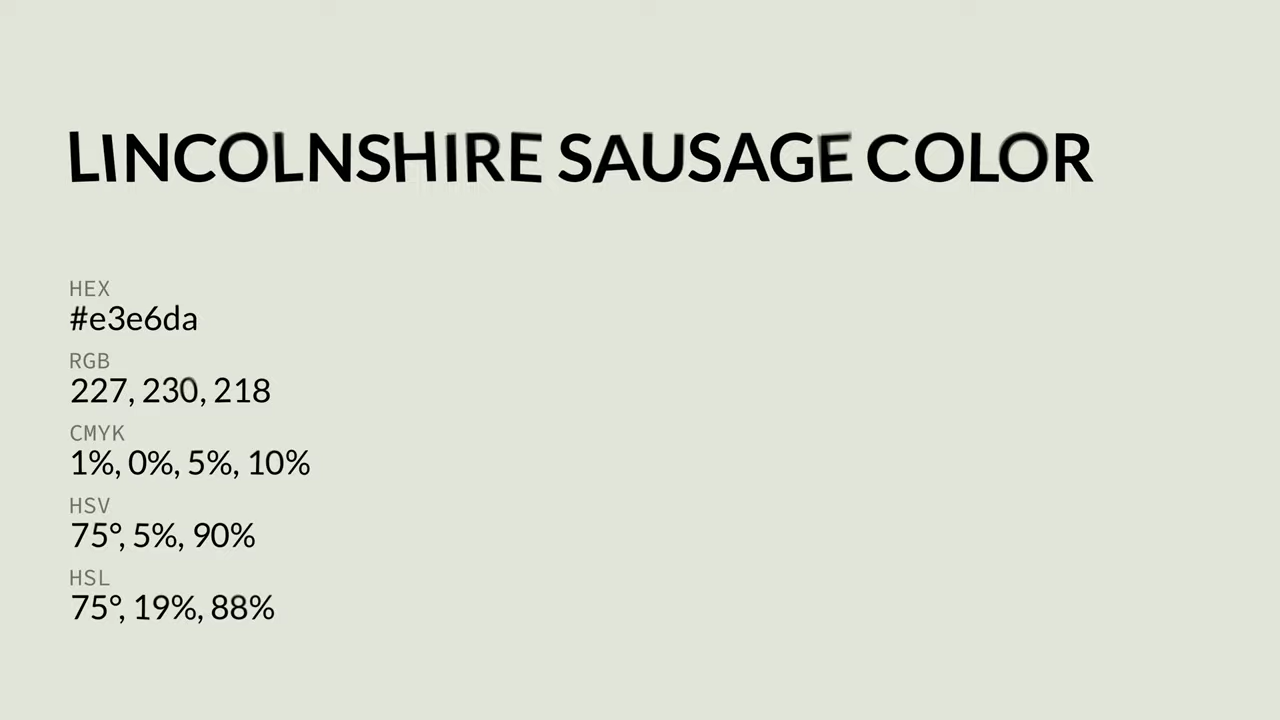 LINCOLNSHIRE SAUSAGE COLOR
HEX
#e3e6da
RGB
227, 230, 218
CMYK
1%, 0%, 5%, 10%
HSV
75°, 5%, 90%
HSL
75°, 19%, 88%